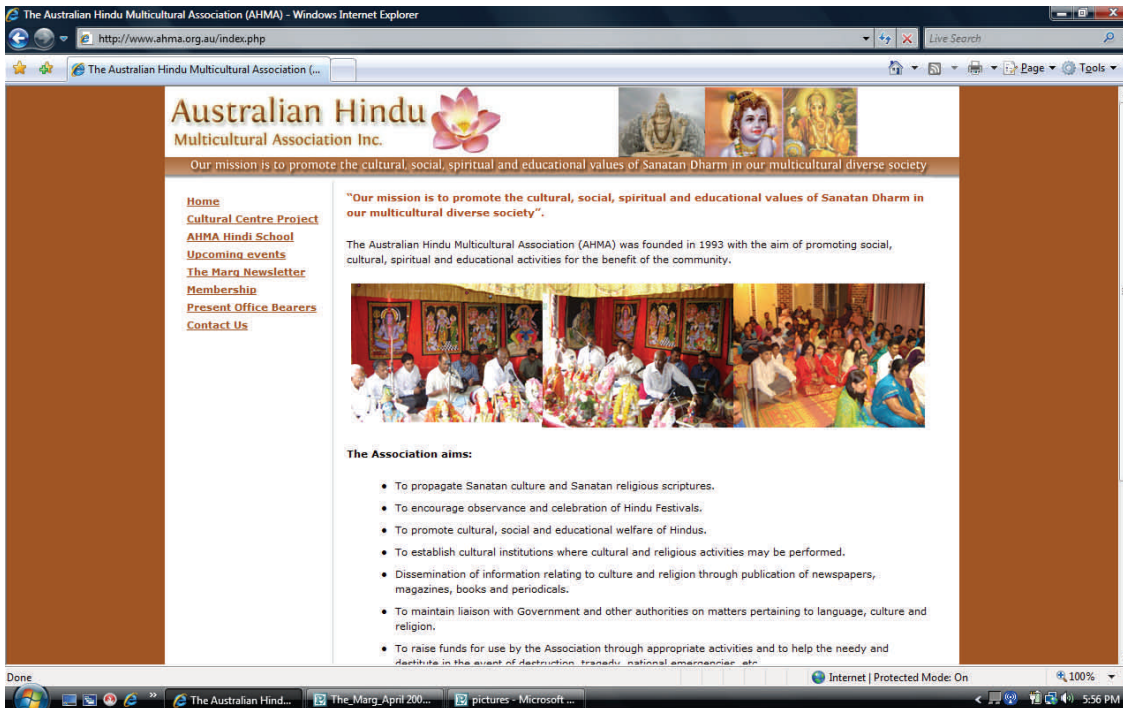 The Australian Hindu Multicultural Association (AHMA) - Windows Internet Explorer
http://www.ahma.org.au/index.php
Live Search
The Australian Hindu Multicultural Association (...
Page
Tools
Australian Hindu
Multicultural Association Inc.
Our mission is to promote the cultural, social, spiritual and educational values of Sanatan Dharm in our multicultural diverse society
Home
Cultural Centre Project
AHMA Hindi School
Upcoming events
The Marg Newsletter
Membership
Present Office Bearers
Contact Us
"Our mission is to promote the cultural, social, spiritual and educational values of Sanatan Dharm in
our multicultural diverse society".
The Australian Hindu Multicultural Association (AHMA) was founded in 1993 with the aim of promoting social,
cultural, spiritual and educational activities for the benefit of the community.
The Association aims:
• To propagate Sanatan culture and Sanatan religious scriptures.
• To encourage observance and celebration of Hindu Festivals.
• To promote cultural, social and educational welfare of Hindus.
• To establish cultural institutions where cultural and religious activities may be performed.
• Dissemination of information relating to culture and religion through publication of newspapers,
magazines, books and periodicals.
• To maintain liaison with Government and other authorities on matters pertaining to language, culture and
religion.
• To raise funds for use by the Association through appropriate activities and to help the needy and
destitute in the event of destruction, tragedy, national emergencies, etc
Done
Internet | Protected Mode: On
100%
The Australian Hind...
The_Marg_April 200...
pictures - Microsoft ...
5:56 PM